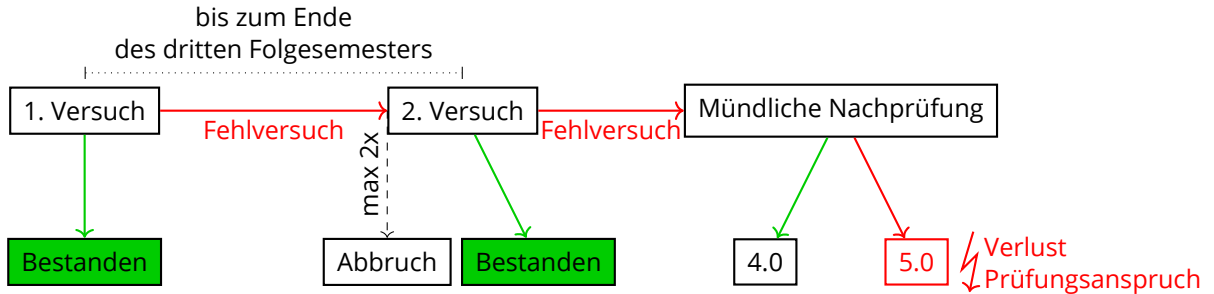 bis zum Ende
des dritten Folgesemesters
1. Versuch
Fehlversuch
2. Versuch
Fehlversuch
Mündliche Nachprüfung
max 2x
Bestanden
Abbruch
Bestanden
4.0
5.0
Verlust
Prüfungsanspruch